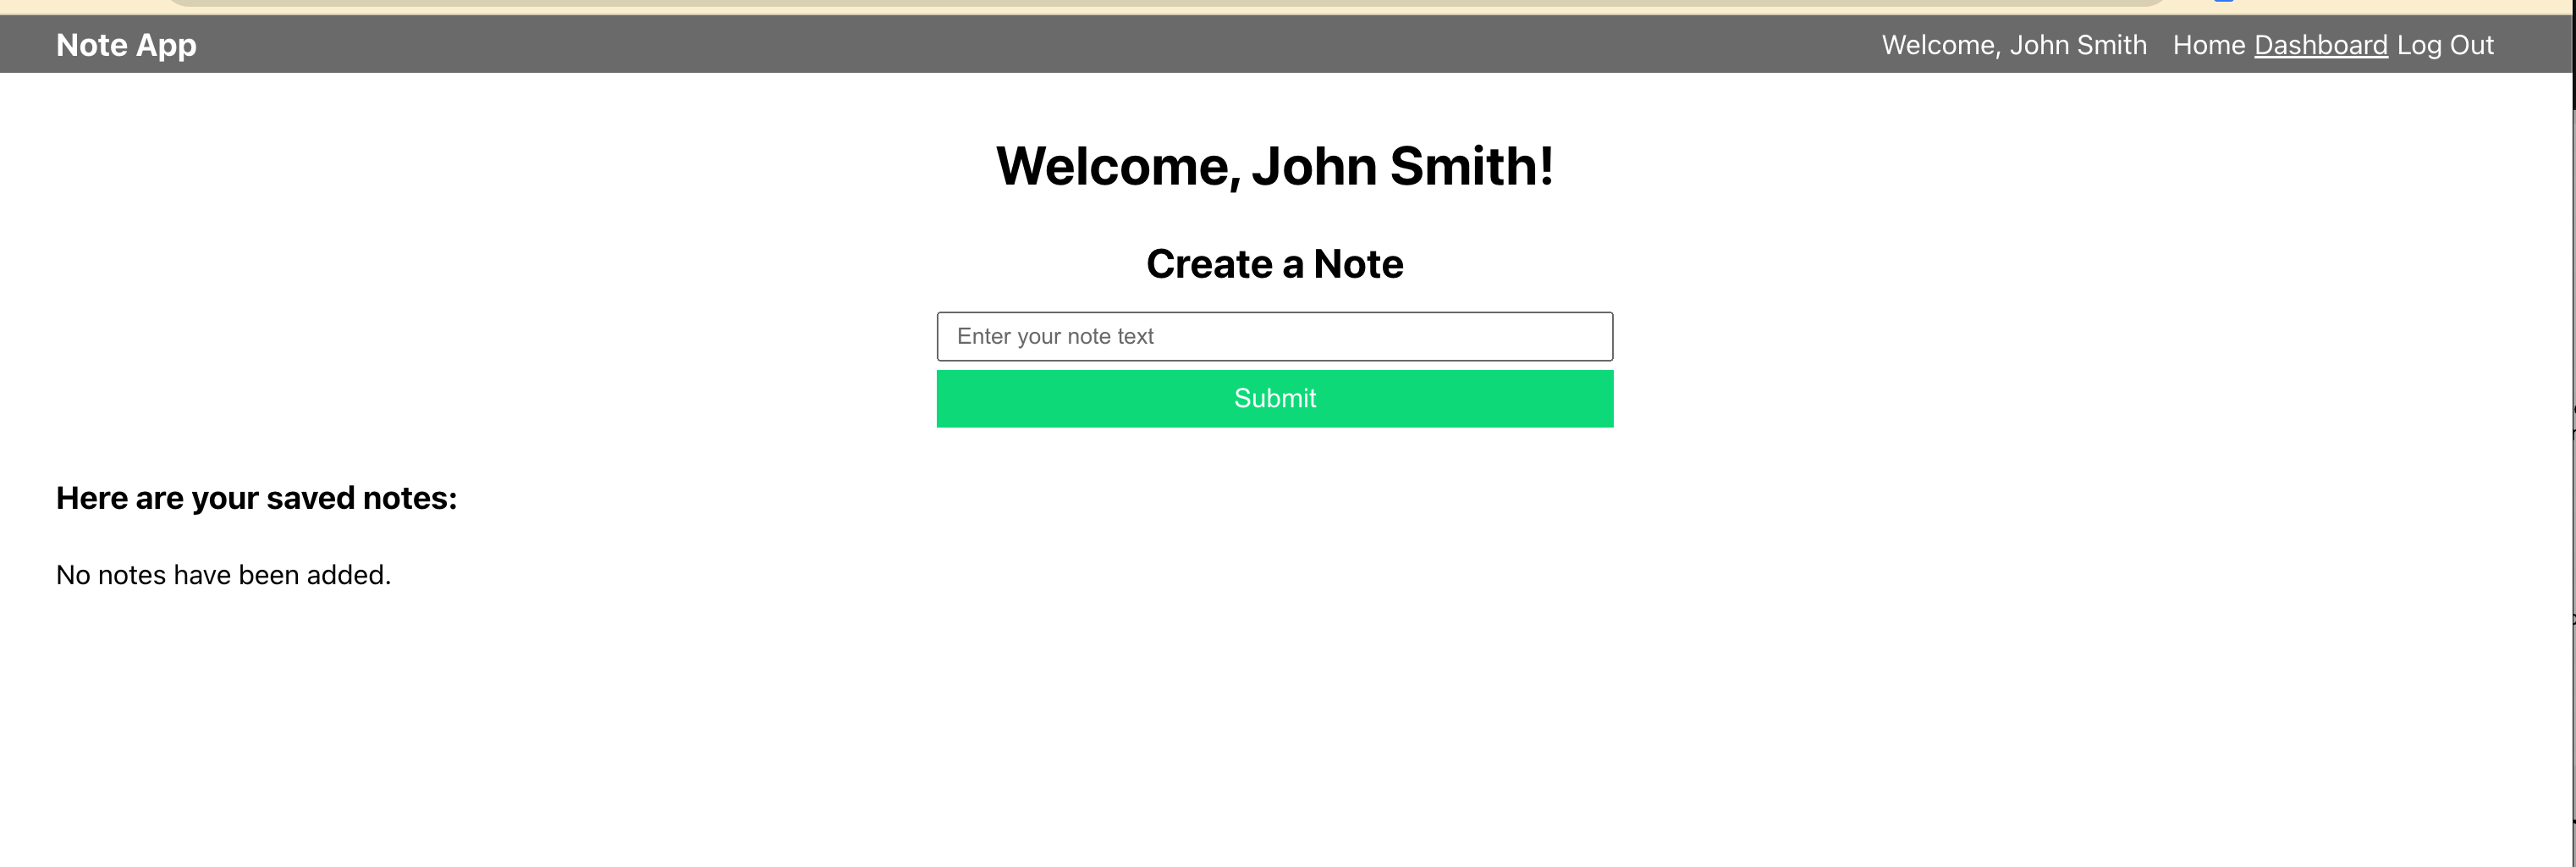 Note App
Welcome, John Smith Home Dashboard Log Out
Welcome, John Smith!
Create a Note
Enter your note text
Submit
Here are your saved notes:
No notes have been added.